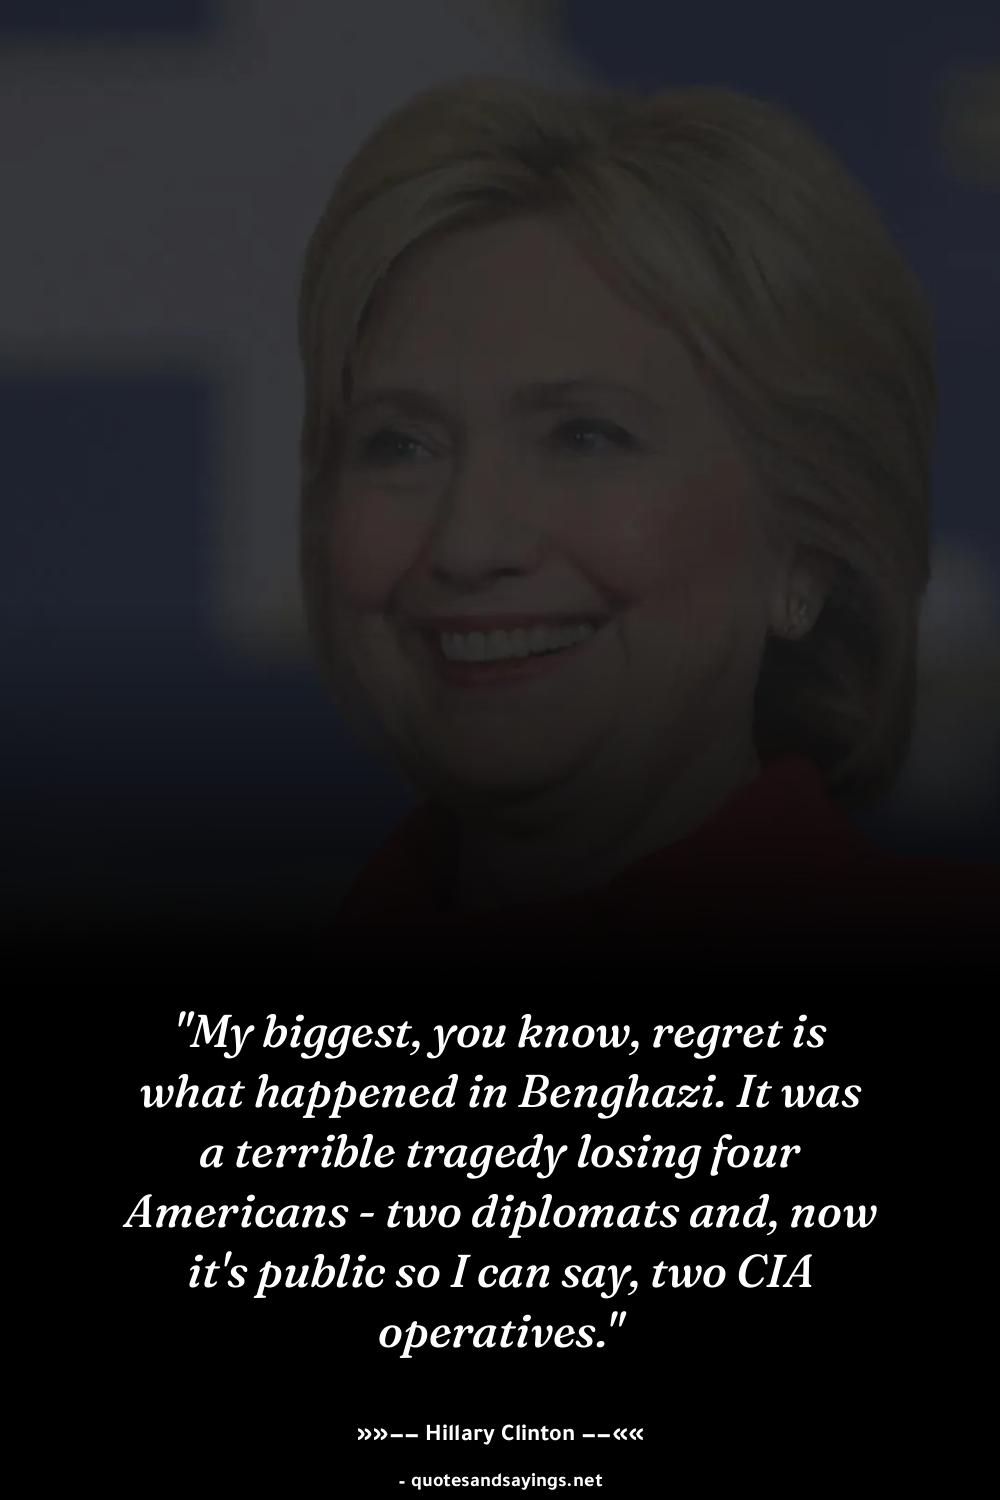 "My biggest, you know, regret is
what happened in Benghazi. It was
a terrible tragedy losing four
Americans - two diplomats and, now
it's public so I can say, two CIA
operatives."
»»−− Hillary Clinton −−««
- quotesandsayings.net